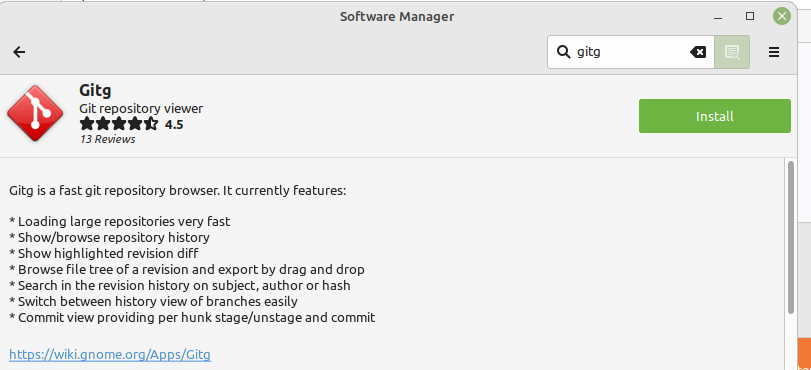 Software Manager
gitg
Gitg
Git repository viewer
4.5
13 Reviews
Install
Gitg is a fast git repository browser. It currently features:
* Loading large repositories very fast
* Show/browse repository history
* Show highlighted revision diff
* Browse file tree of a revision and export by drag and drop
* Search in the revision history on subject, author or hash
* Switch between history view of branches easily
* Commit view providing per hunk stage/unstage and commit
https://wiki.gnome.org/Apps/Gitg